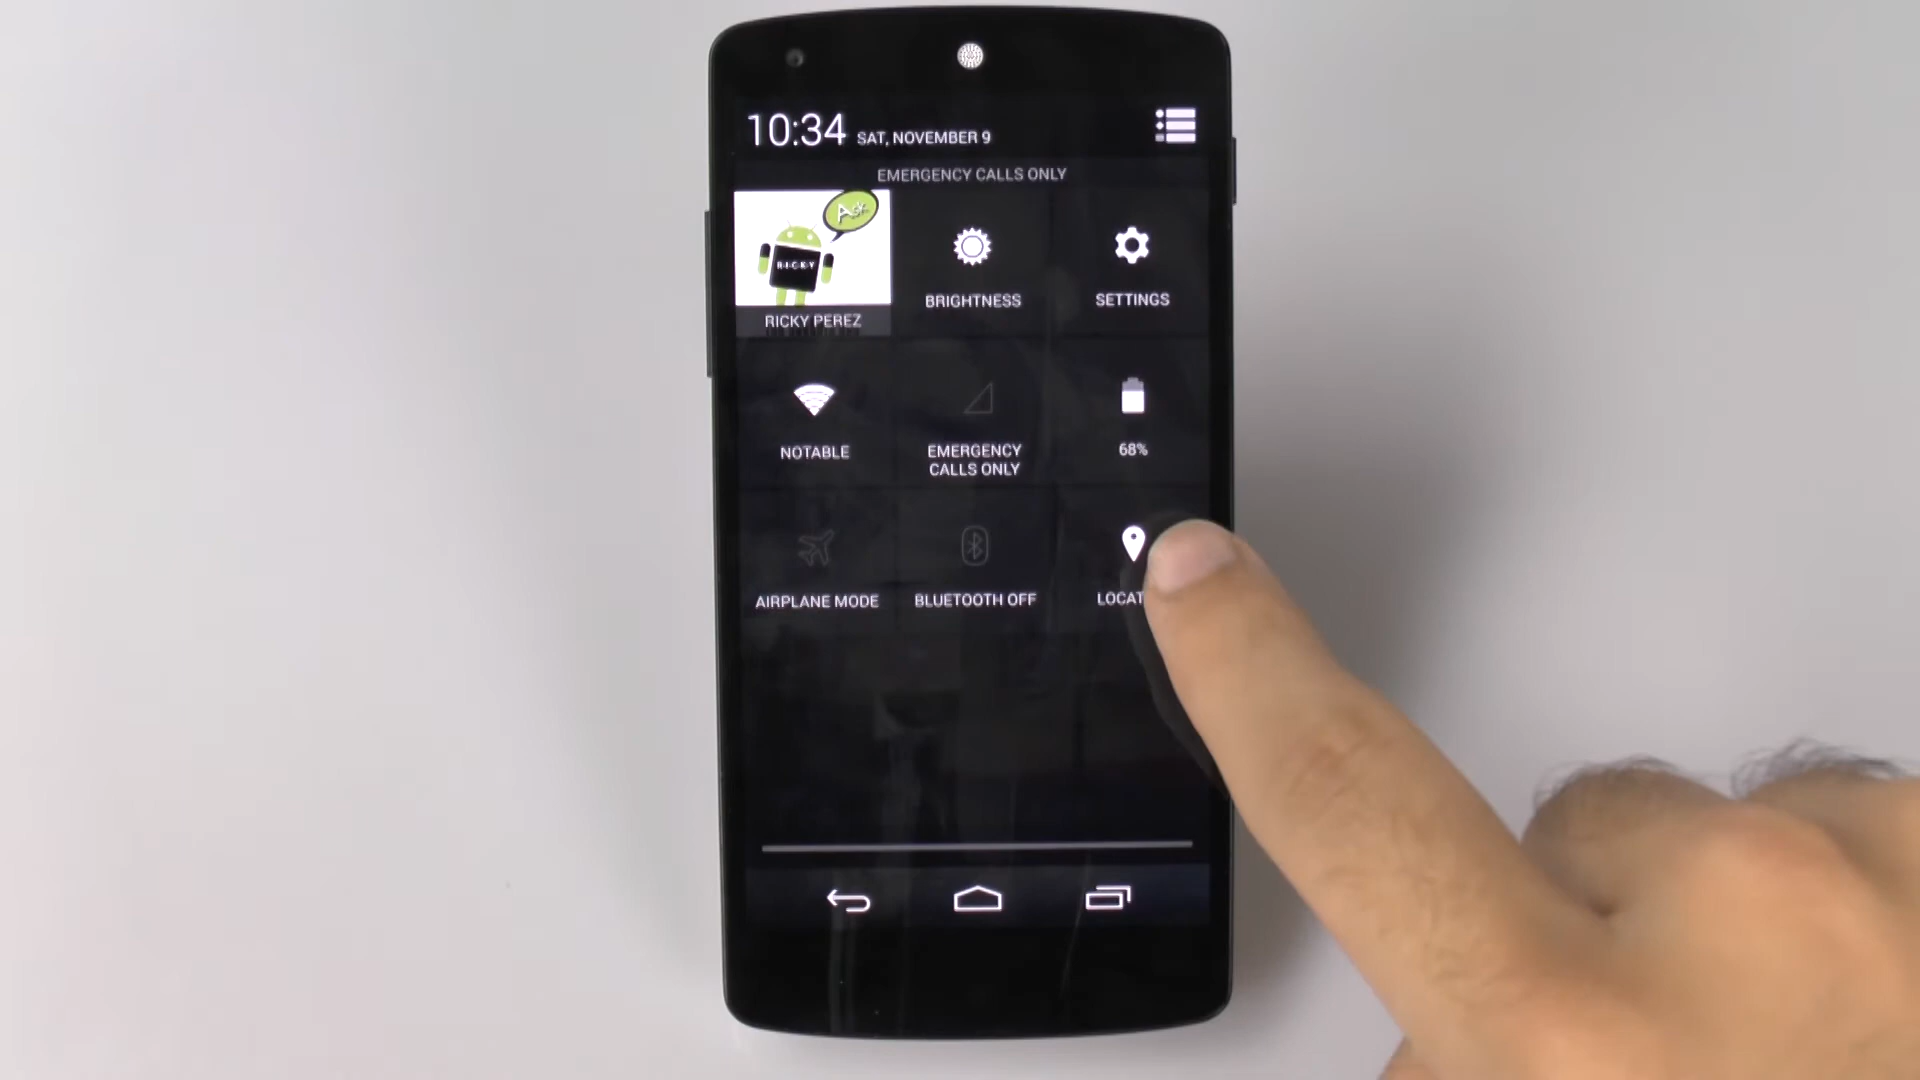 10:34 SAT, NOVEMBER 9
EMERGENCY CALLS ONLY
Ask
RICKY
RICKY PEREZ
BRIGHTNESS
SETTINGS
NOTABLE
EMERGENCY
CALLS ONLY
68%
AIRPLANE MODE
BLUETOOTH OFF
LOCAT